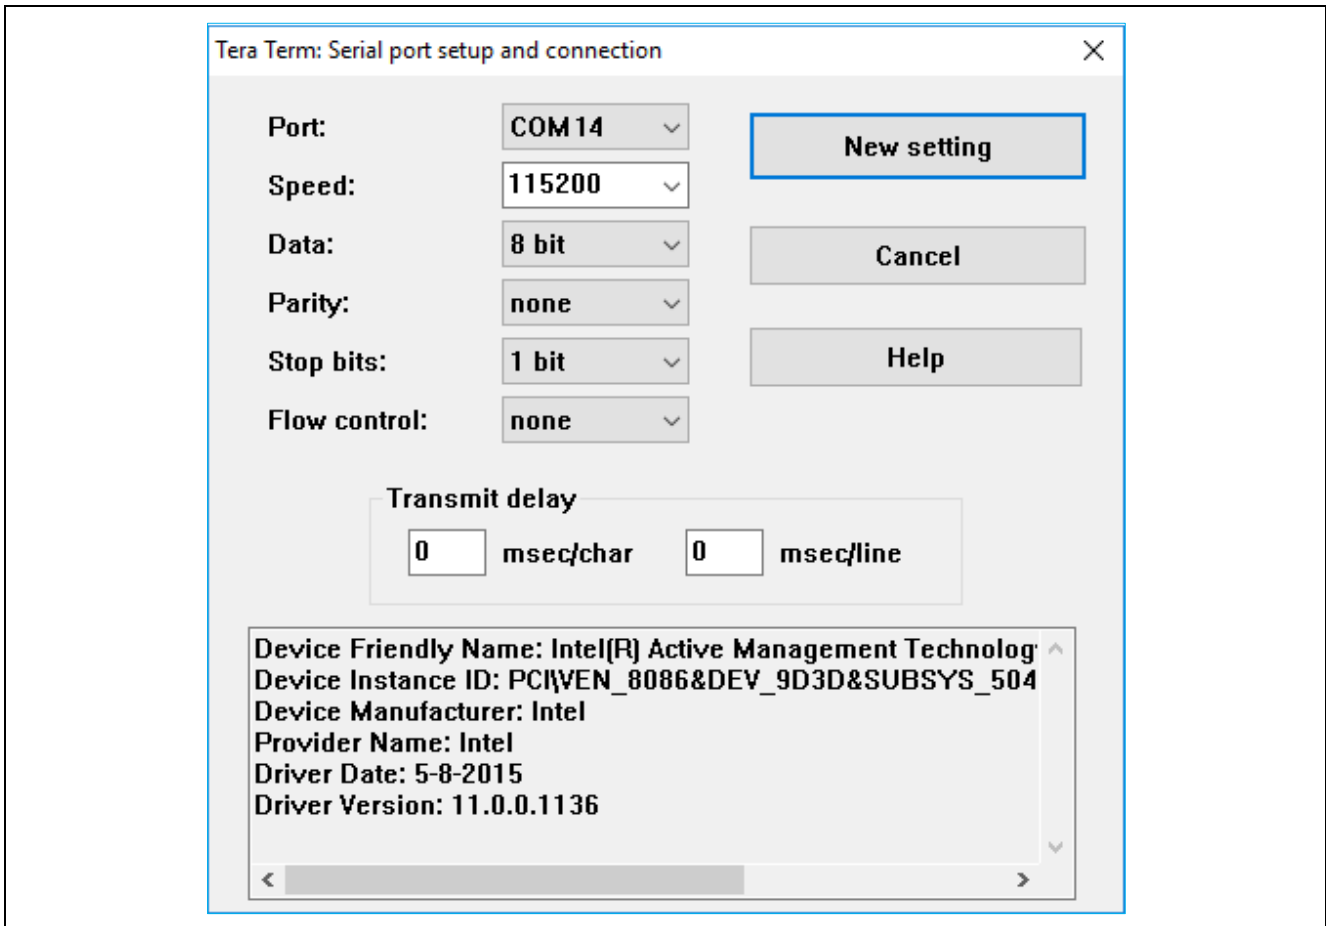 Tera Term: Serial port setup and connection
Port: COM14
New setting
Speed: 115200
Data: 8 bit
Cancel
Parity: none
Stop bits: 1 bit
Help
Flow control: none
Transmit delay
0 msec/char 0 msec/line
Device Friendly Name: Intel(R) Active Management Technolog
Device Instance ID: PCI\VEN_8086&DEV_9D3D&SUBSYS_504
Device Manufacturer: Intel
Provider Name: Intel
Driver Date: 5-8-2015
Driver Version: 11.0.0.1136